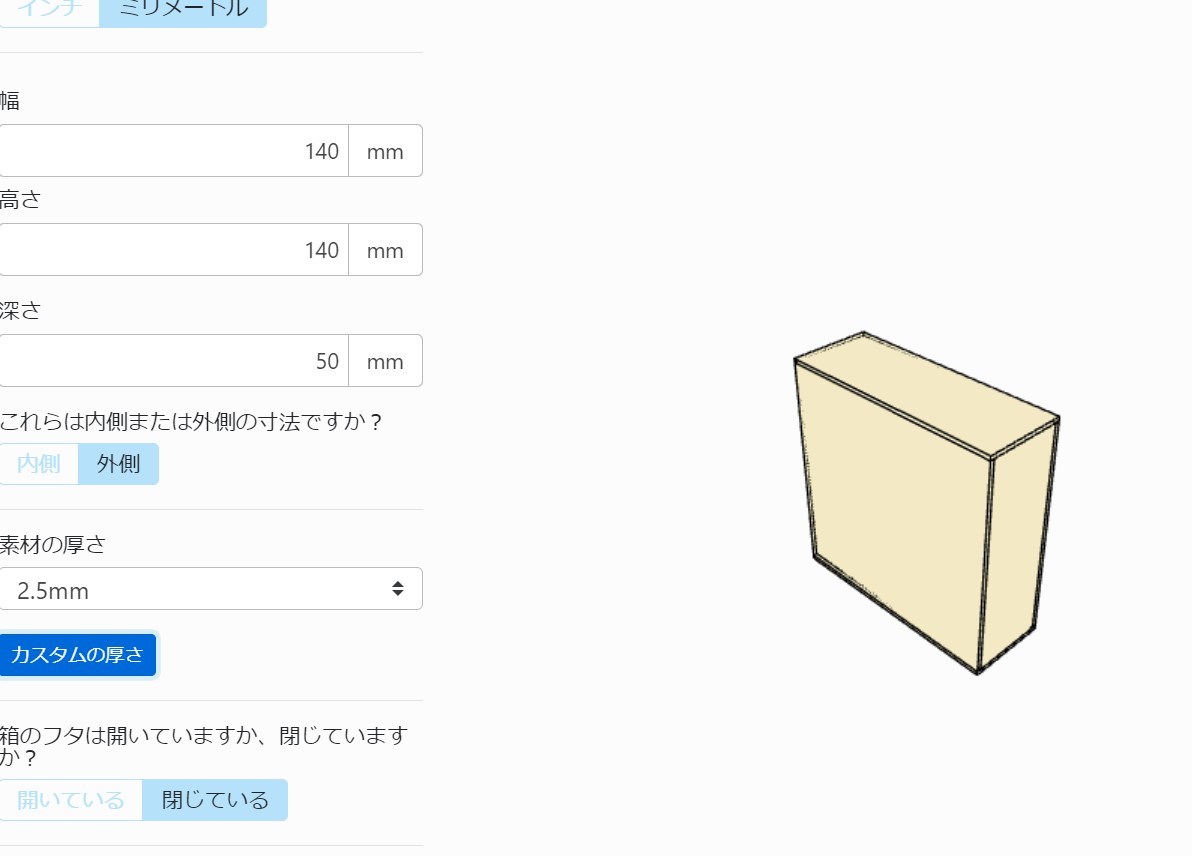 インチ ミリメートル
幅
140 mm
高さ
140 mm
深さ
50 mm
これらは内側または外側の寸法ですか？
内側 外側
素材の厚さ
2.5mm
カスタムの厚さ
箱のフタは開いていますか、閉じています
か？
開いている 閉じている